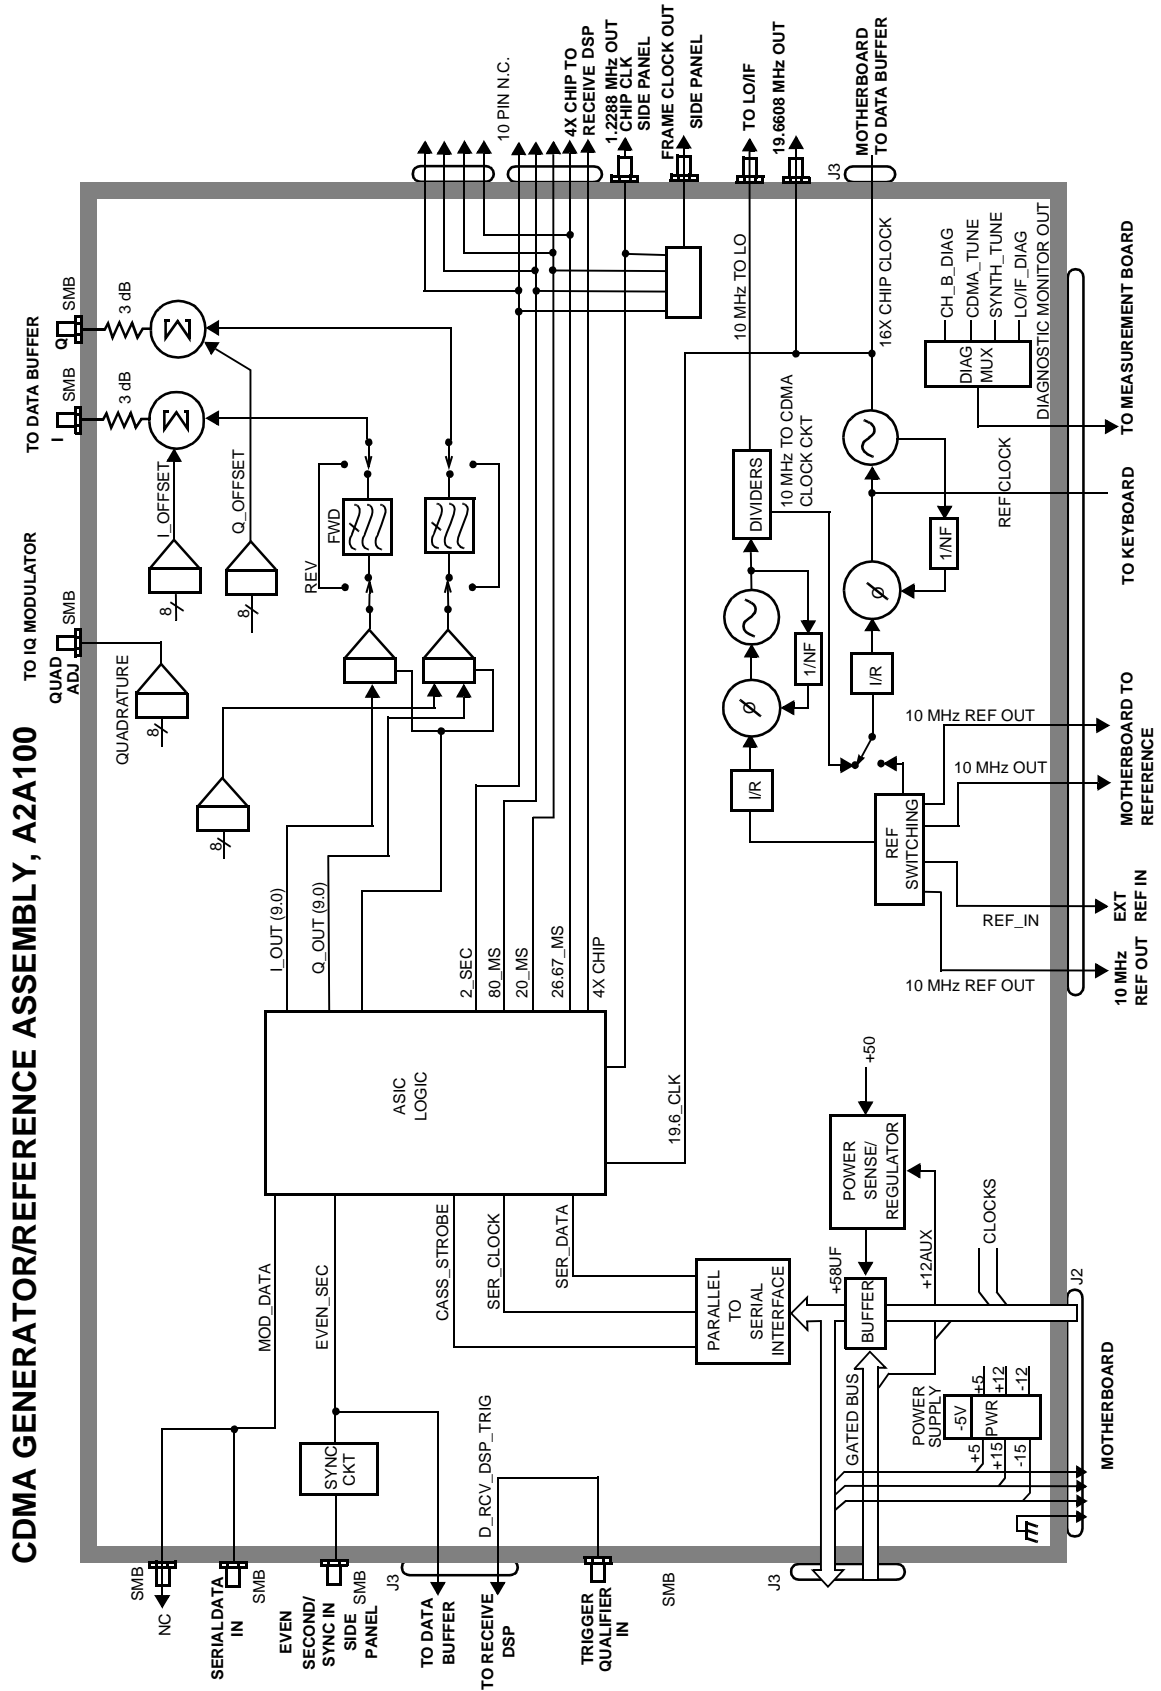 CDMA GENERATOR/REFERENCE ASSEMBLY, A2A100
TO IQ MODULATOR
QUAD
ADJ
SMB
TO DATA BUFFER
I
SMB
Q
SMB
3 dB
3 dB
Σ
Σ
QUADRATURE
8
8
8
8
I_OFFSET
Q_OFFSET
REV
FWD
10 PIN N.C.
4X CHIP TO
RECEIVE DSP
1.2288 MHz OUT
CHIP CLK
SIDE PANEL
FRAME CLOCK OUT
SIDE PANEL
TO LO/IF
19.6608 MHz OUT
J3
MOTHERBOARD
TO DATA BUFFER
NC
SMB
SERIAL DATA
IN
SMB
EVEN
SECOND/
SYNC IN
SIDE
PANEL
SMB
J3
TO DATA
BUFFER
TO RECEIVE
DSP
TRIGGER
QUALIFIER
IN
SMB
J3
MOD_DATA
EVEN_SEC
SYNC
CKT
D_RCV_DSP_TRIG
CASS_STROBE
SER_CLOCK
SER_DATA
ASIC
LOGIC
I_OUT (9.0)
Q_OUT (9.0)
2_SEC
80_MS
20_MS
26.67_MS
4X CHIP
19.6_CLK
PARALLEL
TO
SERIAL
INTERFACE
+58UF
BUFFER
GATED BUS
POWER
SENSE/
REGULATOR
+50
+12AUX
CLOCKS
POWER
SUPPLY
-5V
PWR
+5
+15
-15
+5
+12
-12
J2
MOTHERBOARD
I/R
1/NF
DIVIDERS
10 MHz TO LO
10 MHz TO CDMA
CLOCK CKT
I/R
1/NF
16X CHIP CLOCK
REF CLOCK
REF
SWITCHING
10 MHz REF OUT
10 MHz OUT
REF_IN
10 MHz REF OUT
DIAG
MUX
CH_B_DIAG
CDMA_TUNE
SYNTH_TUNE
LO/IF_DIAG
DIAGNOSTIC MONITOR OUT
10 MHz
REF OUT
EXT
REF IN
MOTHERBOARD TO
REFERENCE
TO KEYBOARD
TO MEASUREMENT BOARD